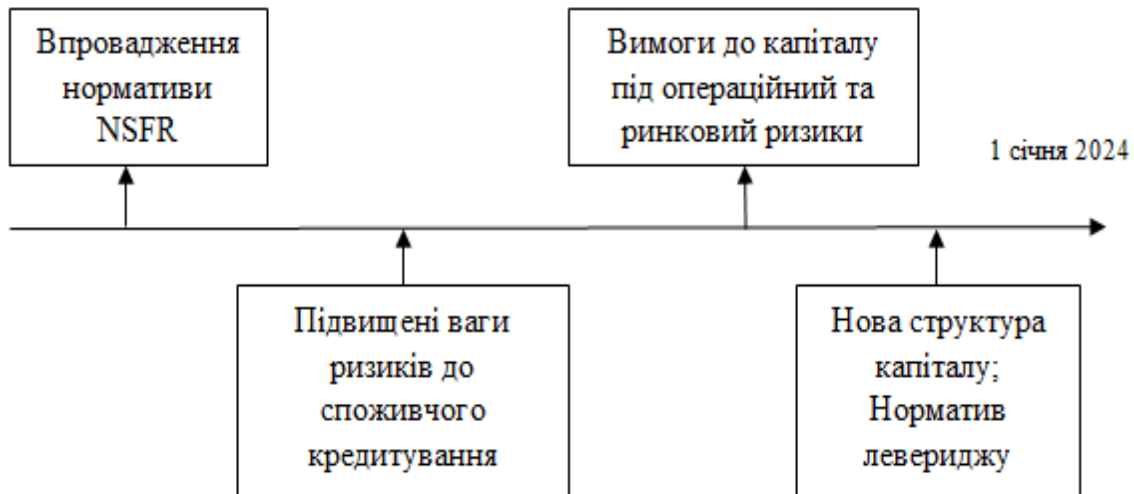 Впровадження
нормативи
NSFR
Вимоги до капіталу
під операційний та
ринковий ризики
1 січня 2024
Підвищені ваги
ризиків до
споживчого
кредитування
Нова структура
капіталу;
Норматив
левериджу